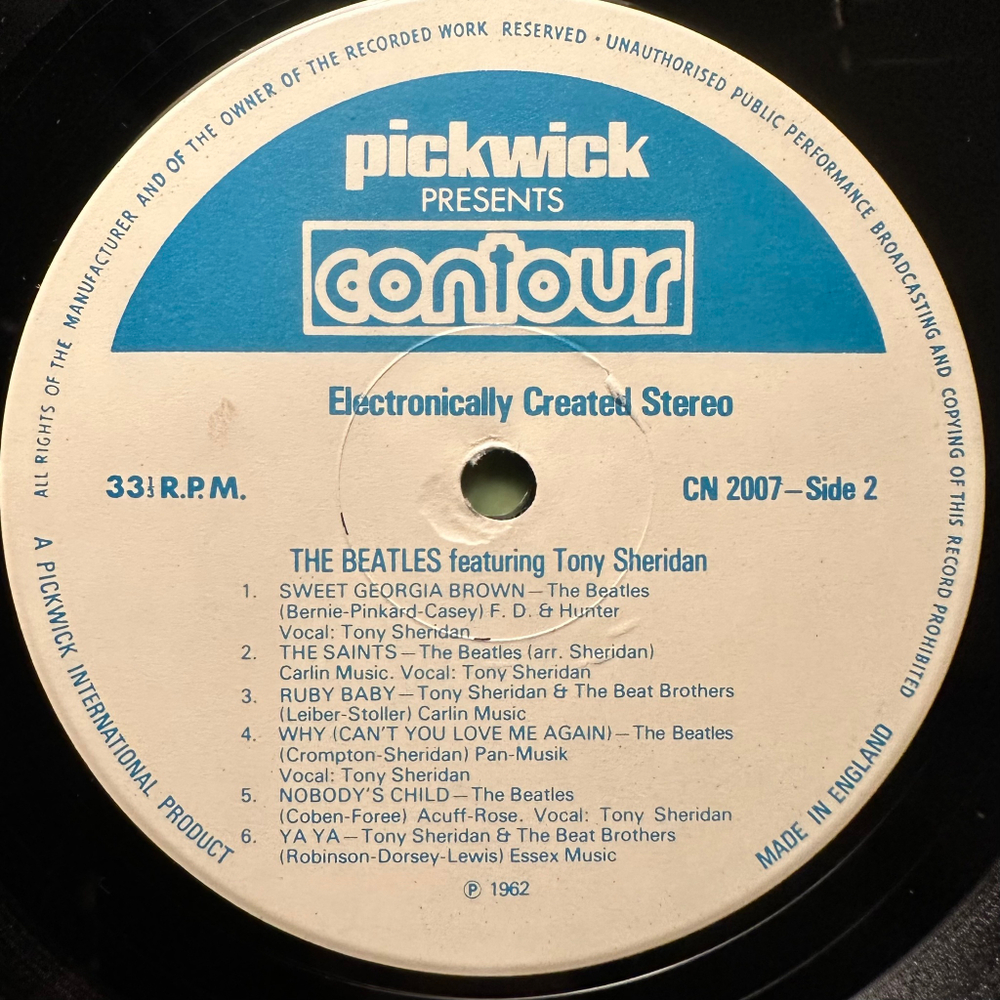 ALL RIGHTS OF THE MANUFACTURER AND OF THE OWNER OF THE RECORDED WORK RESERVED · UNAUTHORISED PUBLIC PERFORMANCE BROADCASTING AND COPYING OF THIS RECORD PROHIBITED
pickwick
PRESENTS
contour
Electronically Created Stereo
33⅓ R.P.M.
CN 2007—Side 2
THE BEATLES featuring Tony Sheridan
1. SWEET GEORGIA BROWN—The Beatles
(Bernie-Pinkard-Casey) F. D. & Hunter
Vocal: Tony Sheridan
2. THE SAINTS—The Beatles (arr. Sheridan)
Carlin Music. Vocal: Tony Sheridan
3. RUBY BABY—Tony Sheridan & The Beat Brothers
(Leiber-Stoller) Carlin Music
4. WHY (CAN'T YOU LOVE ME AGAIN)—The Beatles
(Crompton-Sheridan) Pan-Musik
Vocal: Tony Sheridan
5. NOBODY'S CHILD—The Beatles
(Coben-Foree) Acuff-Rose. Vocal: Tony Sheridan
6. YA YA—Tony Sheridan & The Beat Brothers
(Robinson-Dorsey-Lewis) Essex Music
℗ 1962
A PICKWICK INTERNATIONAL PRODUCT
MADE IN ENGLAND